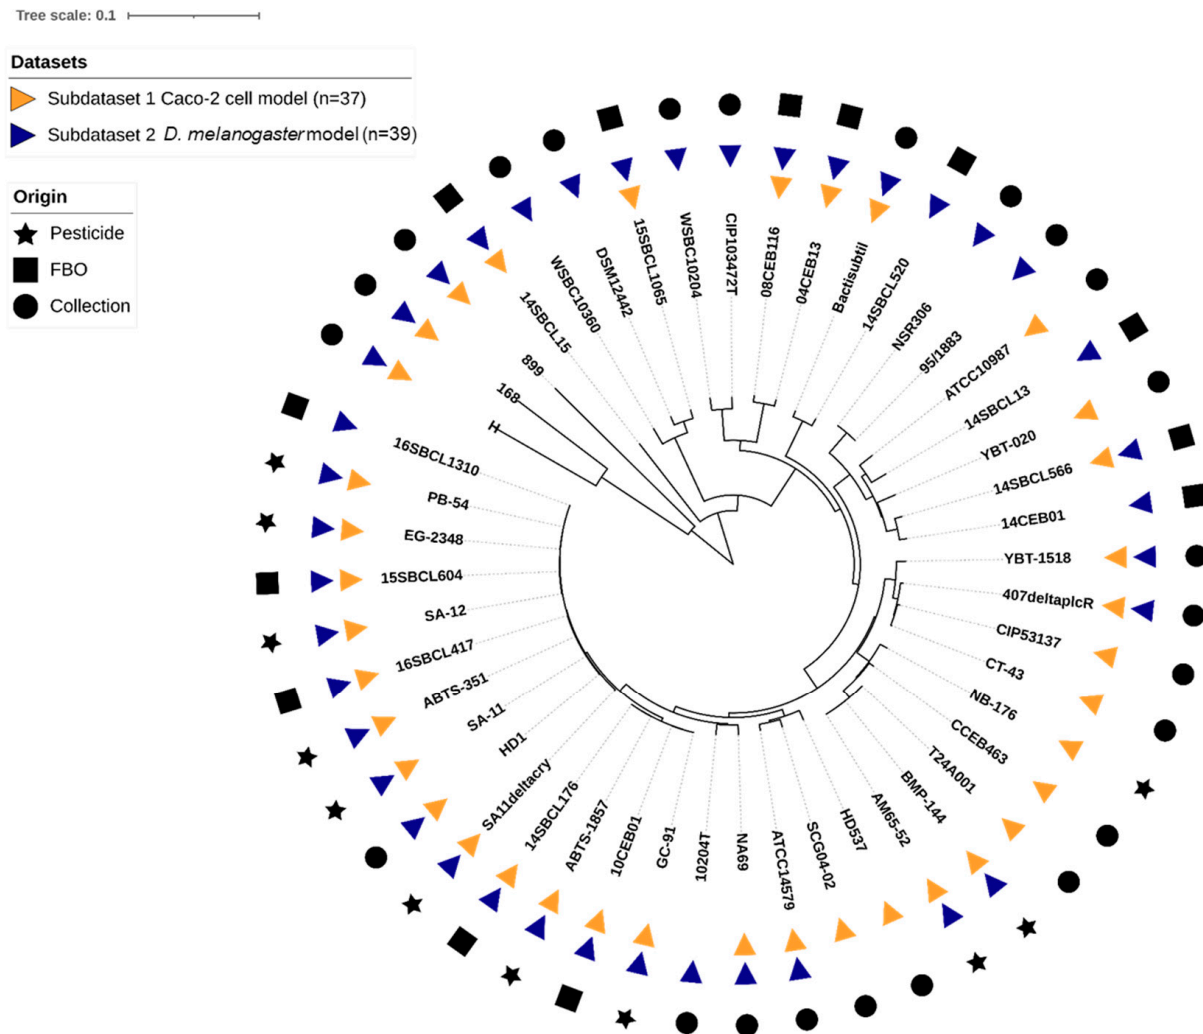 Tree scale: 0.1
Datasets
Subdataset 1 Caco-2 cell model (n=37)
Subdataset 2 D. melanogaster model (n=39)
Origin
Pesticide
FBO
Collection
H
168
899
14SBCL15
WSBC10360
DSM12442
15SBCL1065
WSBC10204
CIP103472T
08CEB116
04CEB13
Bactisubtil
14SBCL520
NSR306
95/1883
ATCC10987
14SBCL13
YBT-020
14SBCL566
14CEB01
YBT-1518
407deltaplcR
CIP53137
CT-43
NB-176
CCEB463
T24A001
BMP-144
AM65-52
HD537
SCG04-02
ATCC14579
NA69
10204T
GC-91
10CEB01
ABTS-1857
14SBCL176
SA11deltacry
HD1
SA-11
ABTS-351
16SBCL417
SA-12
15SBCL604
EG-2348
PB-54
16SBCL1310